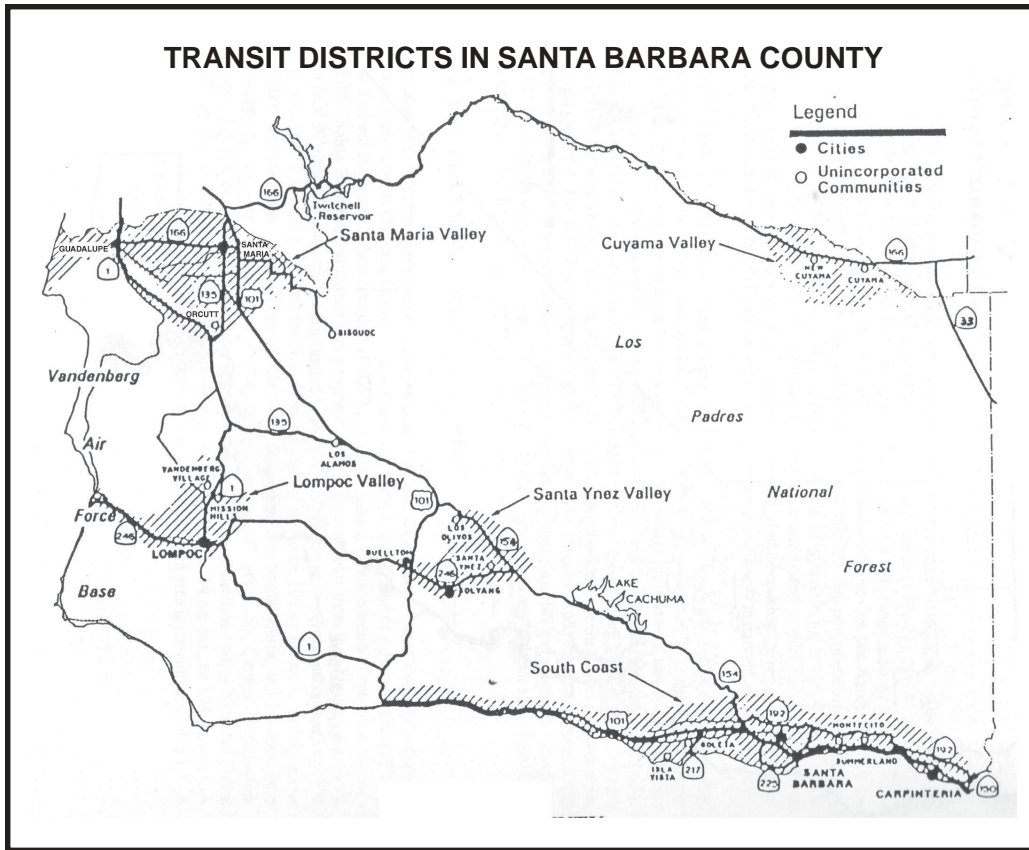 TRANSIT DISTRICTS IN SANTA BARBARA COUNTY
Legend
Cities
Unincorporated
Communities
166
Twitchell
Reservoir
Santa Maria Valley
Cuyama Valley
166
GUADALUPE
SANTA
MARIA
1
135
101
ORCUTT
SISQUOC
NEW
CUYAMA
CUYAMA
166
33
Los
Padres
National
Forest
Vandenberg
Air
Force
Base
135
LOS
ALAMOS
VANDENBERG
VILLAGE
1
Lompoc Valley
MISSION
HILLS
246
LOMPOC
101
Santa Ynez Valley
LOS
OLIVOS
154
SANTA
YNEZ
BUELLTON
246
SOLVANG
LAKE
CACHUMA
1
South Coast
154
101
192
MONTECITO
GOLETA
ISLA
VISTA
217
225
SANTA
BARBARA
SUMMERLAND
192
CARPINTERIA
150